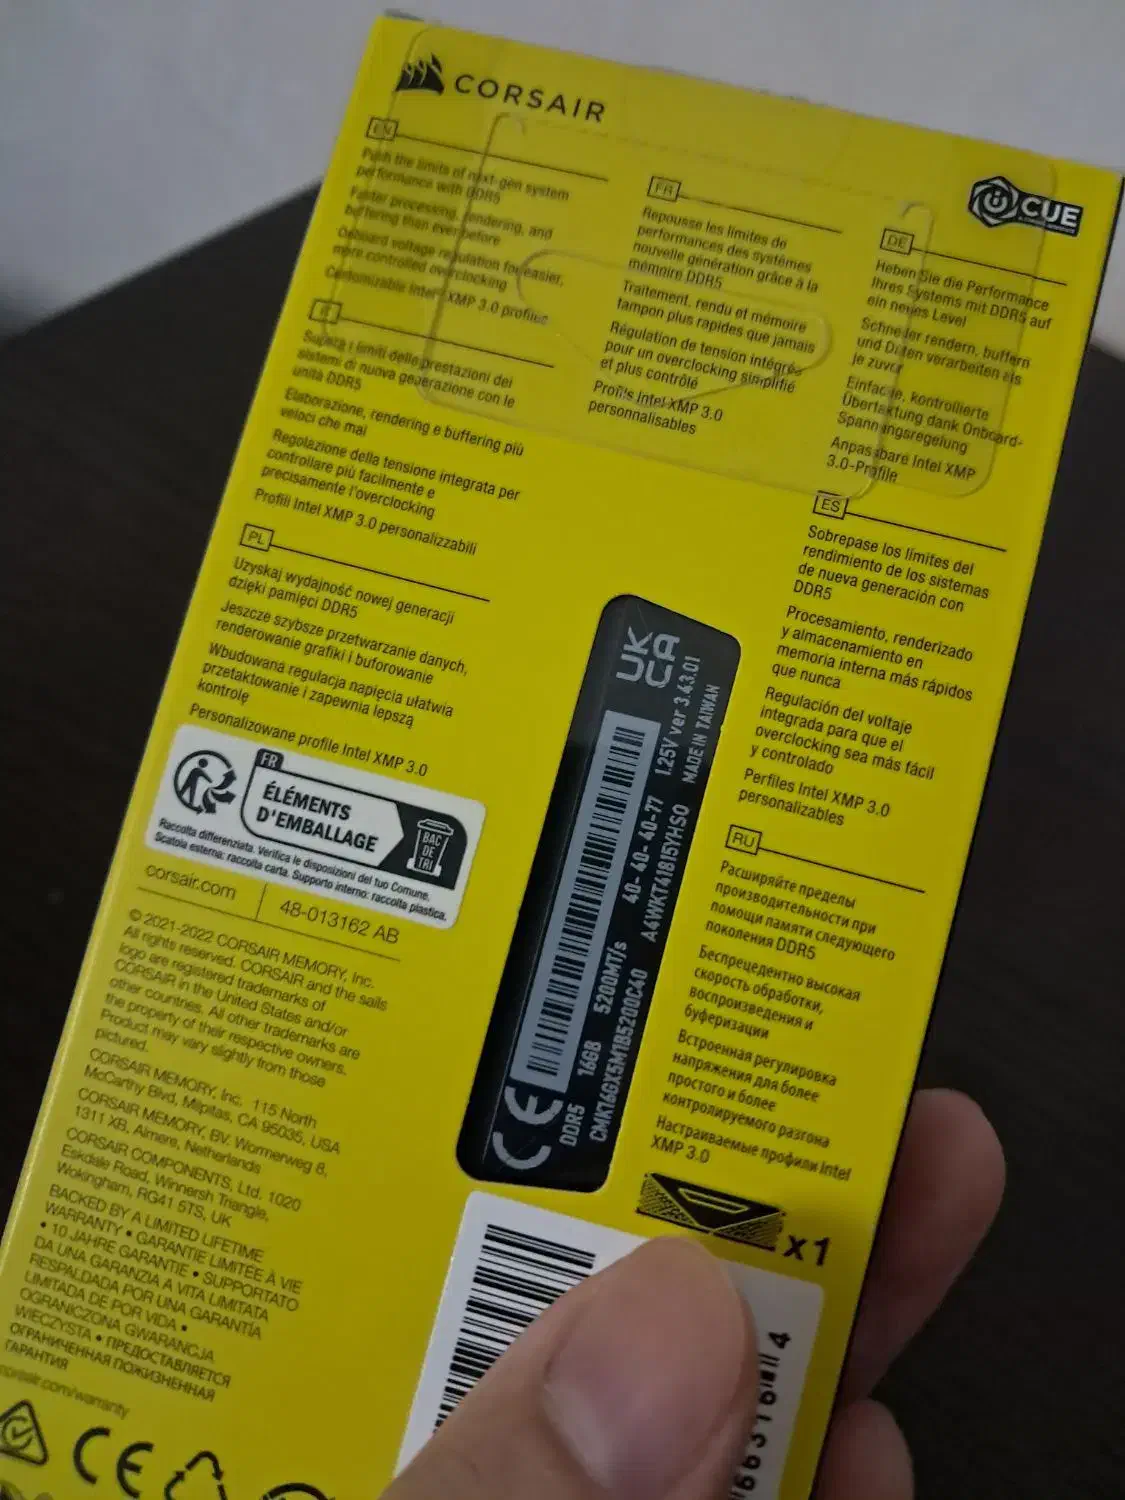 CORSAIR
EN
Push the limits of next-gen system
performance with DDR5
Faster processing, rendering, and
buffering than ever before
Onboard voltage regulation for easier,
more controlled overclocking
Customizable Intel XMP 3.0 profiles
FR
Repousse les limites de
performances des systèmes
nouvelle génération grâce à la
mémoire DDR5
Traitement, rendu et mémoire
tampon plus rapides que jamais
Régulation de tension intégrée
pour un overclocking simplifié
et plus contrôlé
Profils Intel XMP 3.0
personnalisables
iCUE
DE
Heben Sie die Performance
Ihres Systems mit DDR5 auf
ein neues Level
Schneller rendern, buffern
und Daten verarbeiten als
je zuvor
Einfache, kontrollierte
Übertaktung dank Onboard-
Spannungsregelung
Anpassbare Intel XMP
3.0-Profile
IT
Supera i limiti delle prestazioni dei
sistemi di nuova generazione con le
unità DDR5
Elaborazione, rendering e buffering più
veloci che mai
Regolazione della tensione integrata per
controllare più facilmente e
precisamente l'overclocking
Profili Intel XMP 3.0 personalizzabili
ES
Sobrepase los límites del
rendimiento de los sistemas
de nueva generación con
DDR5
Procesamiento, renderizado
y almacenamiento en
memoria interna más rápidos
que nunca
Regulación del voltaje
integrada para que el
overclocking sea más fácil
y controlado
Perfiles Intel XMP 3.0
personalizables
PL
Uzyskaj wydajność nowej generacji
dzięki pamięci DDR5
Jeszcze szybsze przetwarzanie danych,
renderowanie grafiki i buforowanie
Wbudowana regulacja napięcia ułatwia
przetaktowanie i zapewnia lepszą
kontrolę
Personalizowane profile Intel XMP 3.0
RU
Расширяйте пределы
производительности при
помощи памяти следующего
поколения DDR5
Беспрецедентно высокая
скорость обработки,
воспроизведения и
буферизации
Встроенная регулировка
напряжения для более
простого и более
контролируемого разгона
Настраиваемые профили Intel
XMP 3.0
FR
ÉLÉMENTS
D'EMBALLAGE
BAC
DE
TRI
Raccolta differenziata. Verifica le disposizioni del tuo Comune.
Scatola esterna: raccolta carta. Supporto interno: raccolta plastica.
corsair.com
48-013162 AB
© 2021-2022 CORSAIR MEMORY, Inc.
All rights reserved. CORSAIR and the sails
logo are registered trademarks of
CORSAIR in the United States and/or
other countries. All other trademarks are
the property of their respective owners.
Product may vary slightly from those
pictured.
CORSAIR MEMORY, Inc. 115 North
McCarthy Blvd, Milpitas, CA 95035, USA
CORSAIR MEMORY, BV. Wormerweg 8,
1311 XB, Almere, Netherlands
CORSAIR COMPONENTS, Ltd. 1020
Eskdale Road, Winnersh Triangle,
Wokingham, RG41 5TS, UK
BACKED BY A LIMITED LIFETIME
WARRANTY • GARANTIE LIMITÉE À VIE
• 10 JAHRE GARANTIE • SUPPORTATO
DA UNA GARANZIA A VITA LIMITATA
RESPALDADA POR UNA GARANTÍA
LIMITADA DE POR VIDA •
OGRANICZONA GWARANCJA
WIECZYSTA • ПРЕДОСТАВЛЯЕТСЯ
ОГРАНИЧЕННАЯ ПОЖИЗНЕННАЯ
ГАРАНТИЯ
corsair.com/warranty
CE
UK
CA
CE
DDR5 16GB 5200MT/s 40-40-40-77 1.25V ver 3.43.01
CMK16GX5M1B5200C40 A4WKT41815YHSO MADE IN TAIWAN
x1
4